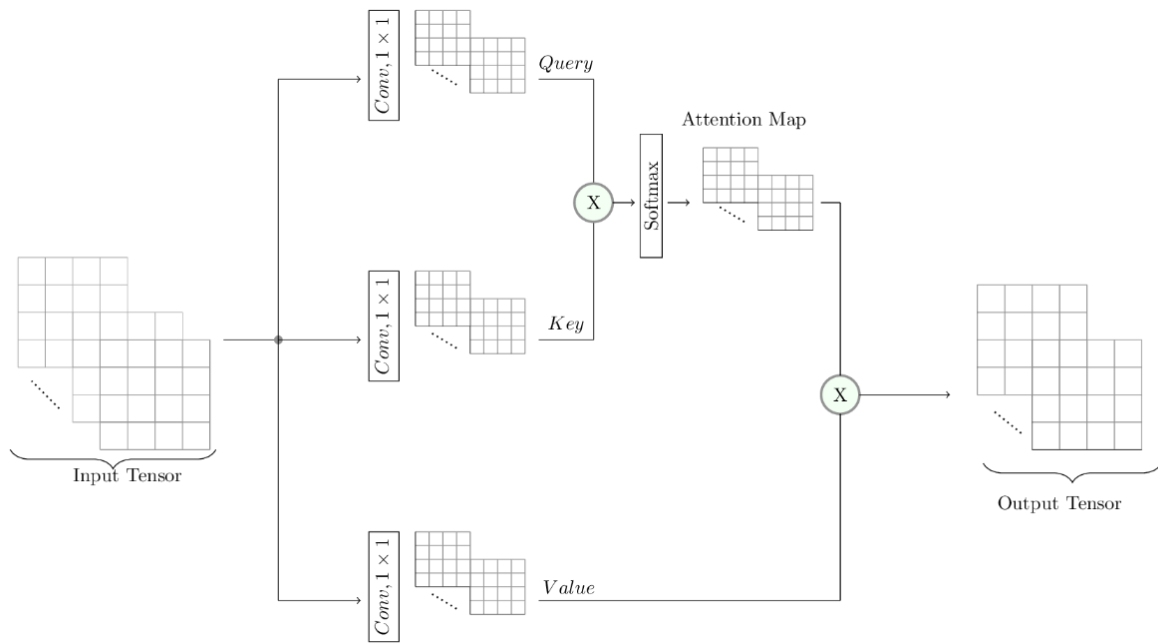 Conv, 1 × 1
Query
Attention Map
X
Softmax
Conv, 1 × 1
Key
Input Tensor
X
Output Tensor
Conv, 1 × 1
Value